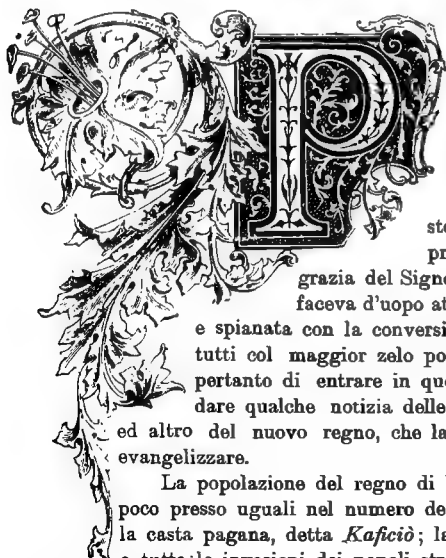 P
pr
grazia del Signo
faceva d'uopo at
e spianata con la conversi
tutti col maggior zelo po
pertanto di entrare in que
dare qualche notizia delle
ed altro del nuovo regno, che la
evangelizzare.
La popolazione del regno di
poco presso uguali nel numero de
la casta pagana, detta Kaficiò; l